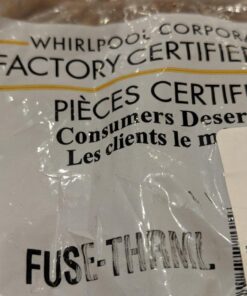 WHIRLPOOL CORPORA
FACTORY CERTIFIE
PIÈCES CERTIF
Consumers Deser
Les clients le m
FUSE-THRML